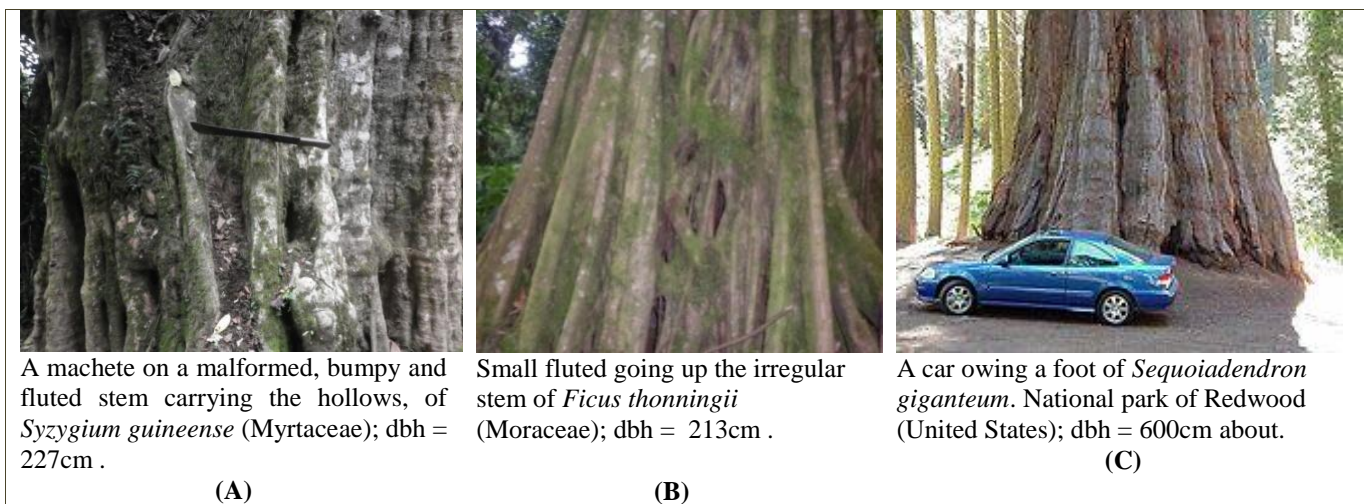 A machete on a malformed, bumpy and
fluted stem carrying the hollows, of
Syzygium guineense (Myrtaceae); dbh =
227cm .
(A)
Small fluted going up the irregular
stem of Ficus thonningii
(Moraceae); dbh = 213cm .
(B)
A car owing a foot of Sequoiadendron
giganteum. National park of Redwood
(United States); dbh = 600cm about.
(C)